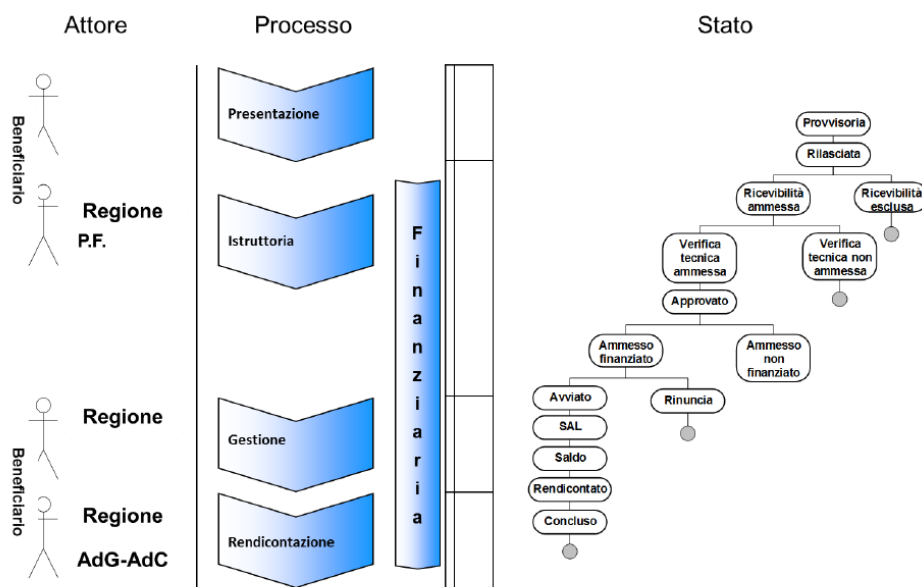 Attore
Processo
Stato
Beneficiario
Presentazione
Provvisoria
Rilasciata
Ricevibilità
ammessa
Ricevibilità
esclusa
Regione
P.F.
Istruttoria
Finanziaria
Verifica
tecnica
ammessa
Verifica
tecnica non
ammessa
Approvato
Ammesso
finanziato
Ammesso
non
finanziato
Beneficiario
Regione
Gestione
Avviato
Rinuncia
SAL
Saldo
Rendicontato
Concluso
Regione
AdG-AdC
Rendicontazione